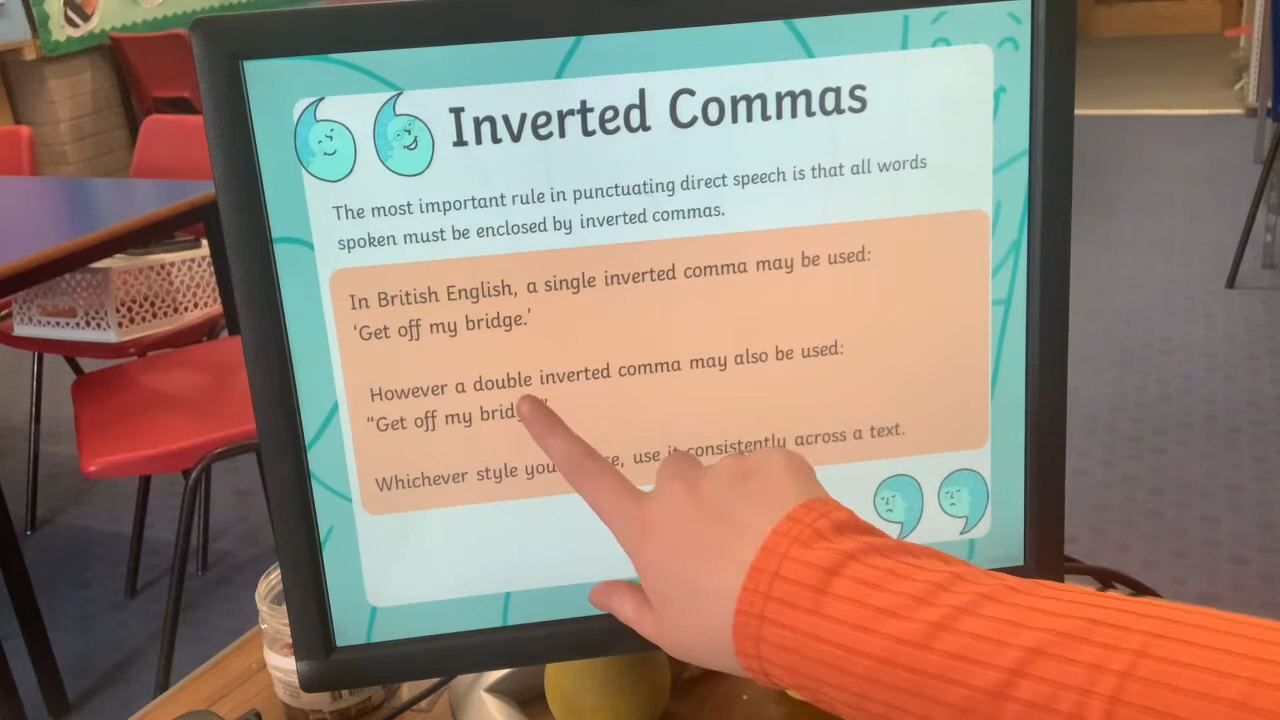 Inverted Commas
The most important rule in punctuating direct speech is that all words
spoken must be enclosed by inverted commas.
In British English, a single inverted comma may be used:
‘Get off my bridge.’
However a double inverted comma may also be used:
“Get off my
Whichever style you use it consistently across a text.